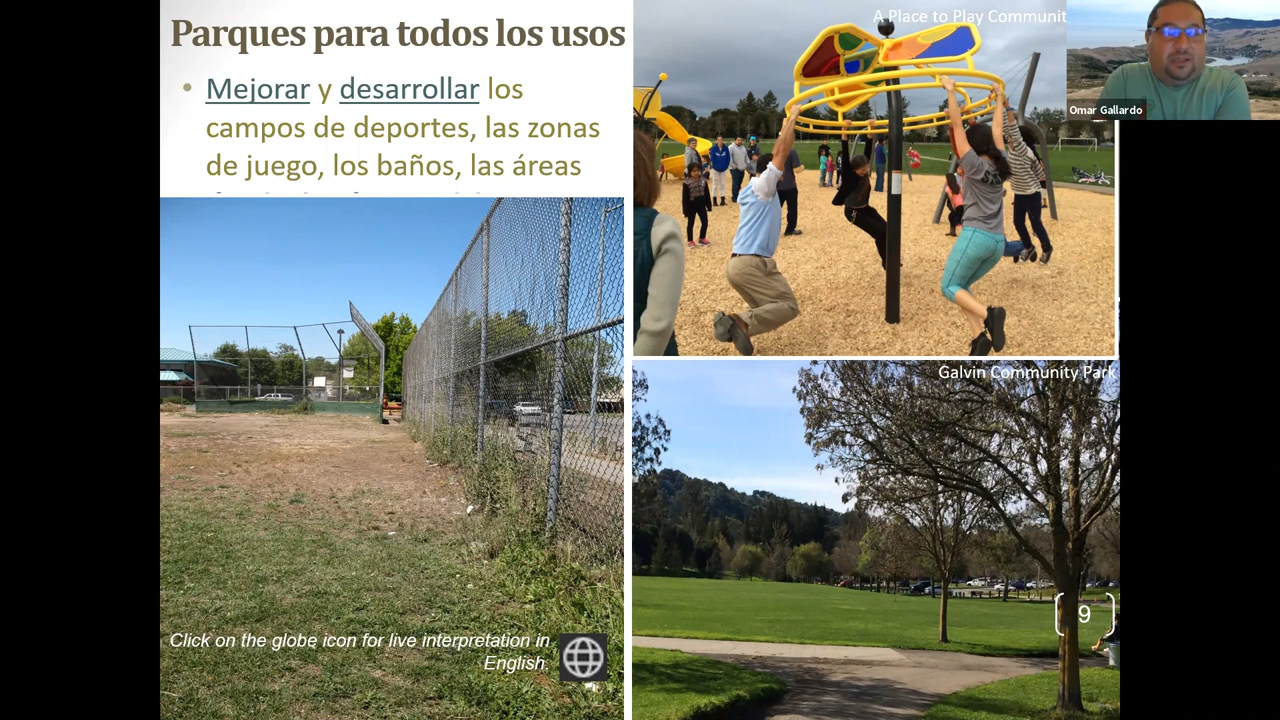 Parques para todos los usos
• Mejorar y desarrollar los
campos de deportes, las zonas
de juego, los baños, las áreas
A Place to Play Communit
Omar Gallardo
Galvin Community Park
9
Click on the globe icon for live interpretation in
English.